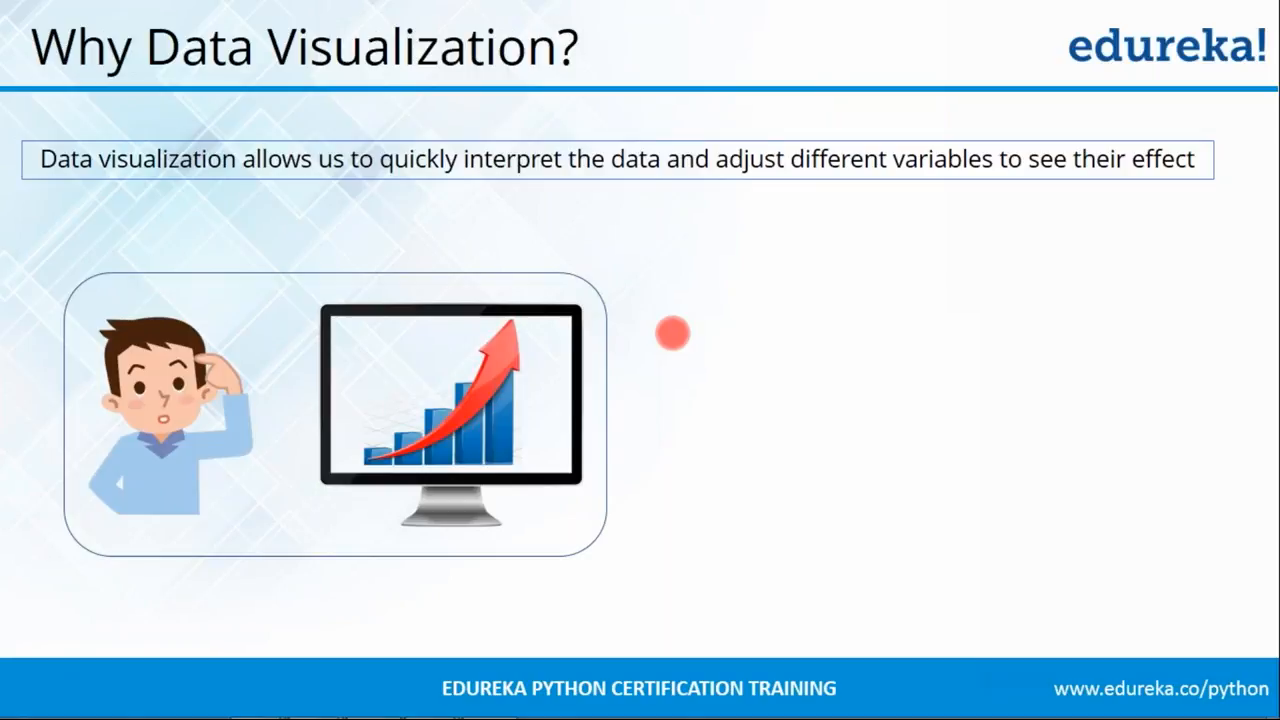 Why Data Visualization?
edureka!
Data visualization allows us to quickly interpret the data and adjust different variables to see their effect
EDUREKA PYTHON CERTIFICATION TRAINING
www.edureka.co/python